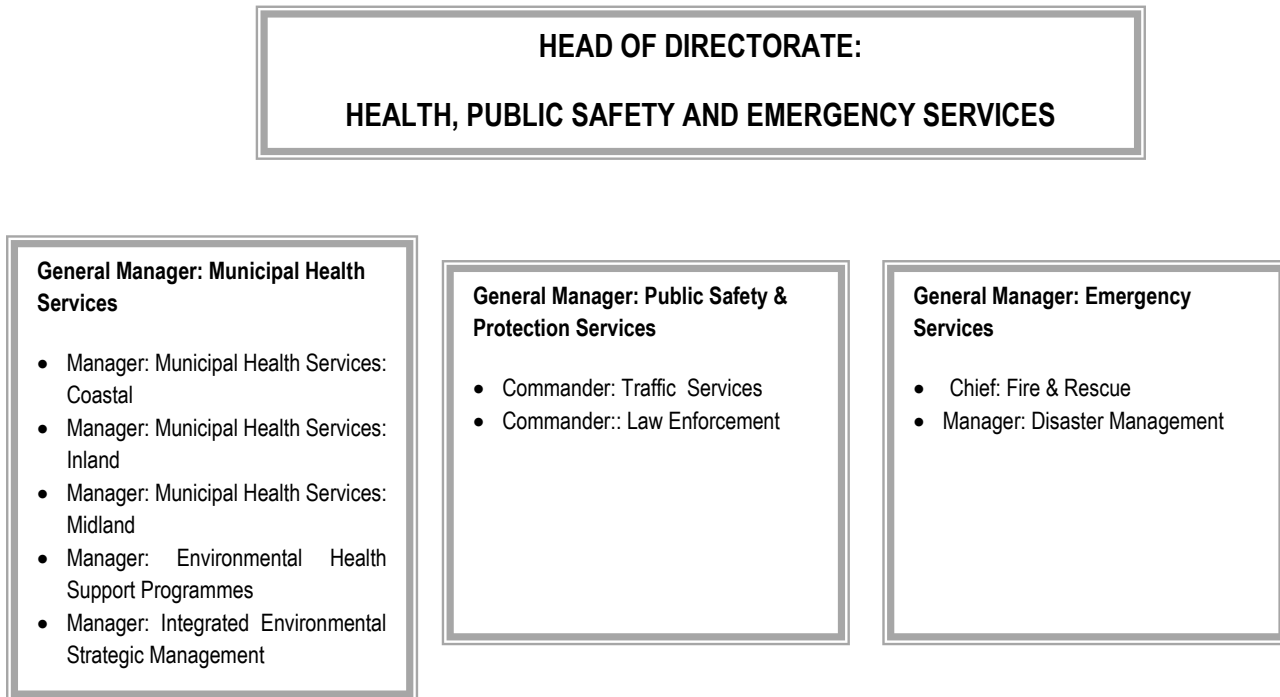 HEAD OF DIRECTORATE:
HEALTH, PUBLIC SAFETY AND EMERGENCY SERVICES
General Manager: Municipal Health
Services
• Manager: Municipal Health Services:
Coastal
• Manager: Municipal Health Services:
Inland
• Manager: Municipal Health Services:
Midland
• Manager: Environmental Health
Support Programmes
• Manager: Integrated Environmental
Strategic Management
General Manager: Public Safety &
Protection Services
• Commander: Traffic Services
• Commander:: Law Enforcement
General Manager: Emergency
Services
• Chief: Fire & Rescue
• Manager: Disaster Management